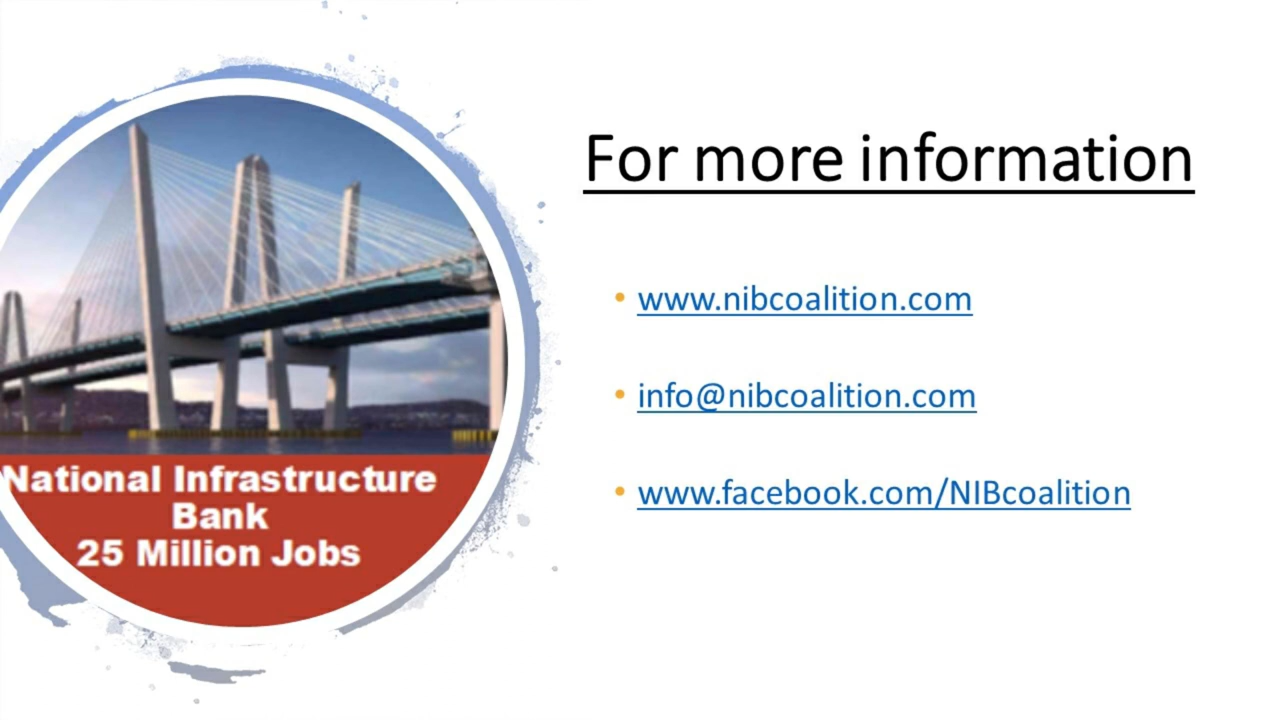 For more information
• www.nibcoalition.com
• info@nibcoalition.com
• www.facebook.com/NIBcoalition
National Infrastructure
Bank
25 Million Jobs